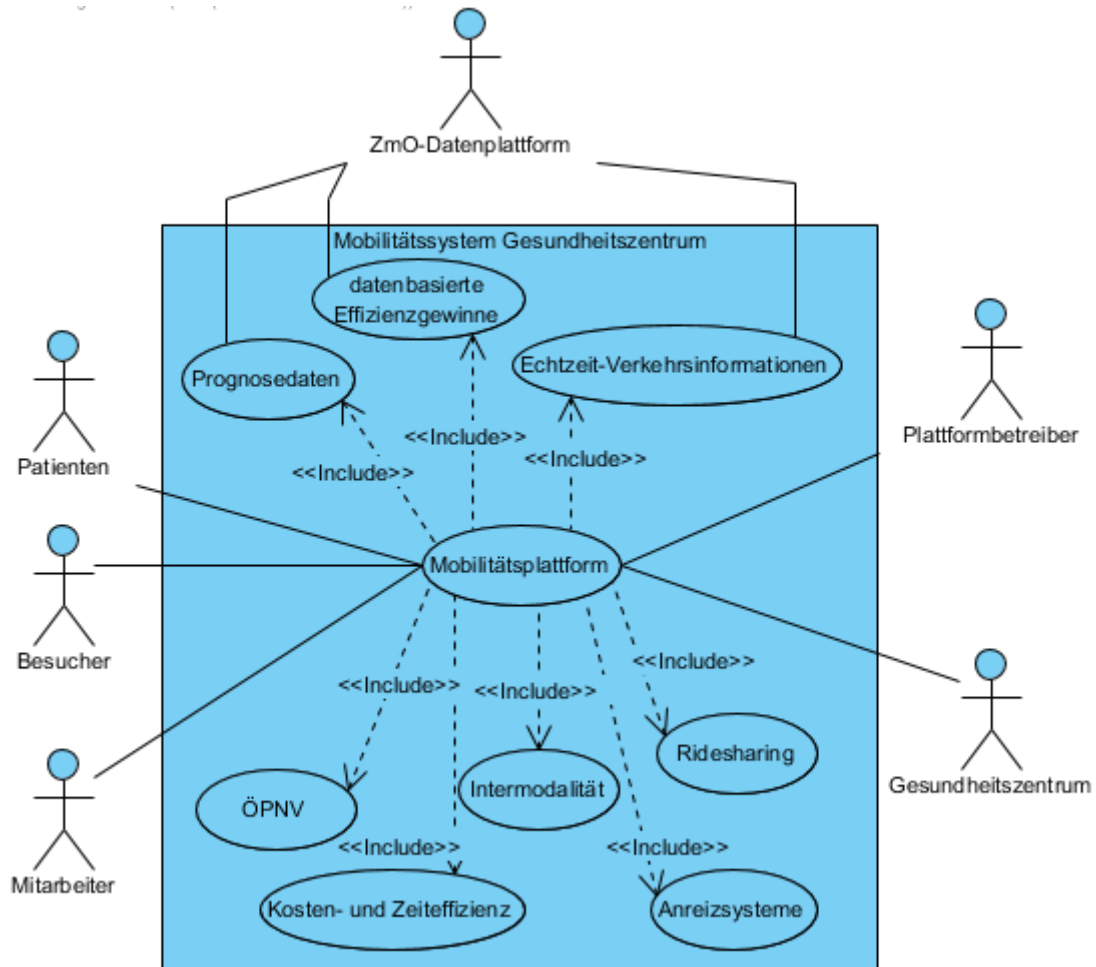 ZmO-Datenplattform
Mobilitätssystem Gesundheitszentrum
datenbasierte
Effizienzgewinne
Echtzeit-Verkehrsinformationen
Prognosedaten
Plattformbetreiber
<<Include>>
<<Include>>
<<Include>>
Patienten
Mobilitätsplattform
Besucher
<<Include>>
<<Include>>
<<Include>>
Ridesharing
Intermodalität
Gesundheitszentrum
ÖPNV
<<Include>>
<<Include>>
Mitarbeiter
Kosten- und Zeiteffizienz
Anreizsysteme